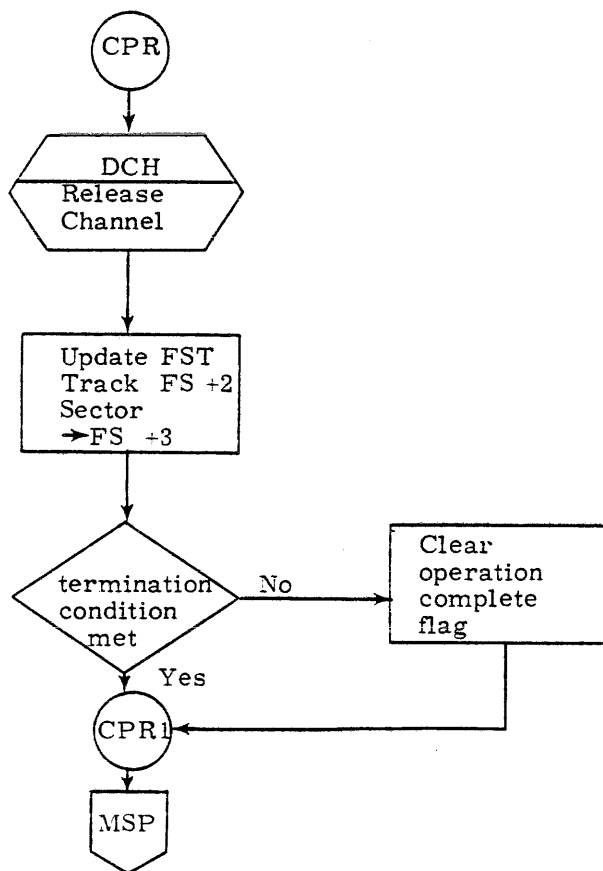 CPR
DCH
Release
Channel
Update FST
Track FS +2
Sector
→FS +3
termination
condition
met
No
Clear
operation
complete
flag
Yes
CPR1
MSP